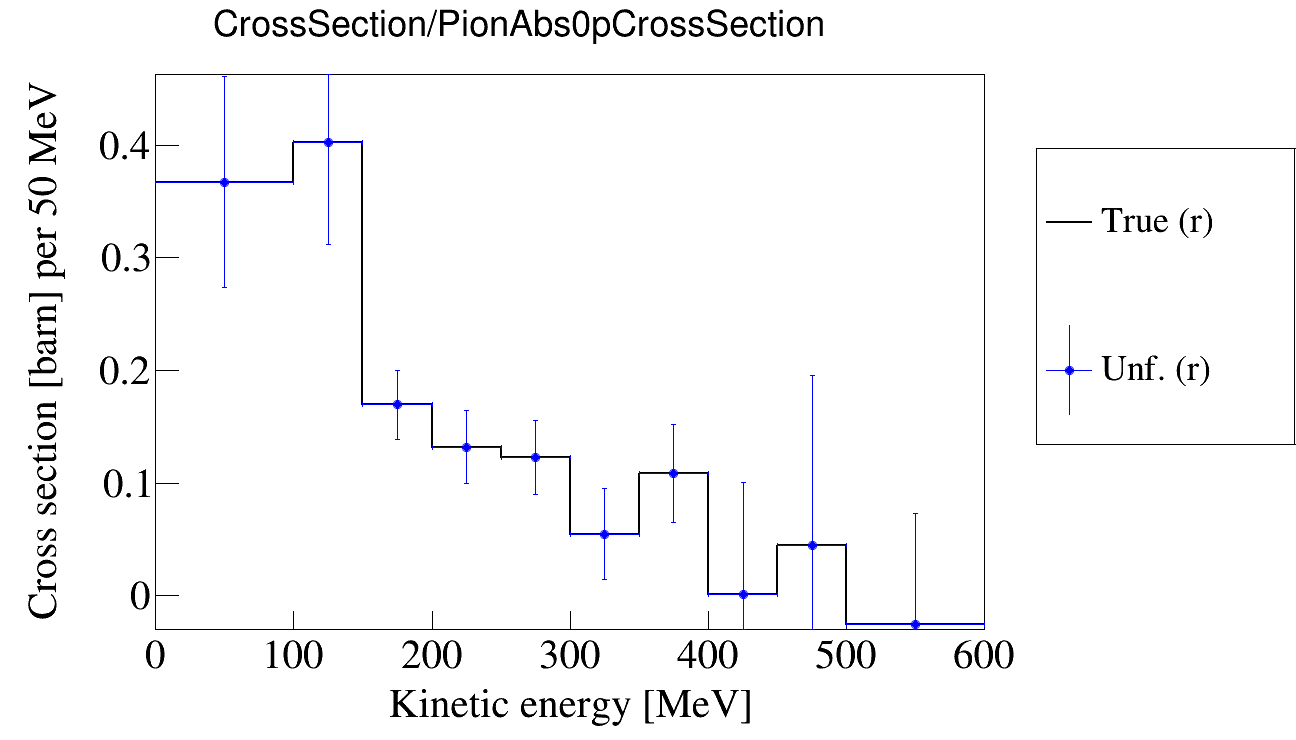 CrossSection/PionAbs0pCrossSection
Cross section [barn] per 50 MeV
0.4
0.3
0.2
0.1
0
0 100 200 300 400 500 600
Kinetic energy [MeV]
True (r)
Unf. (r)